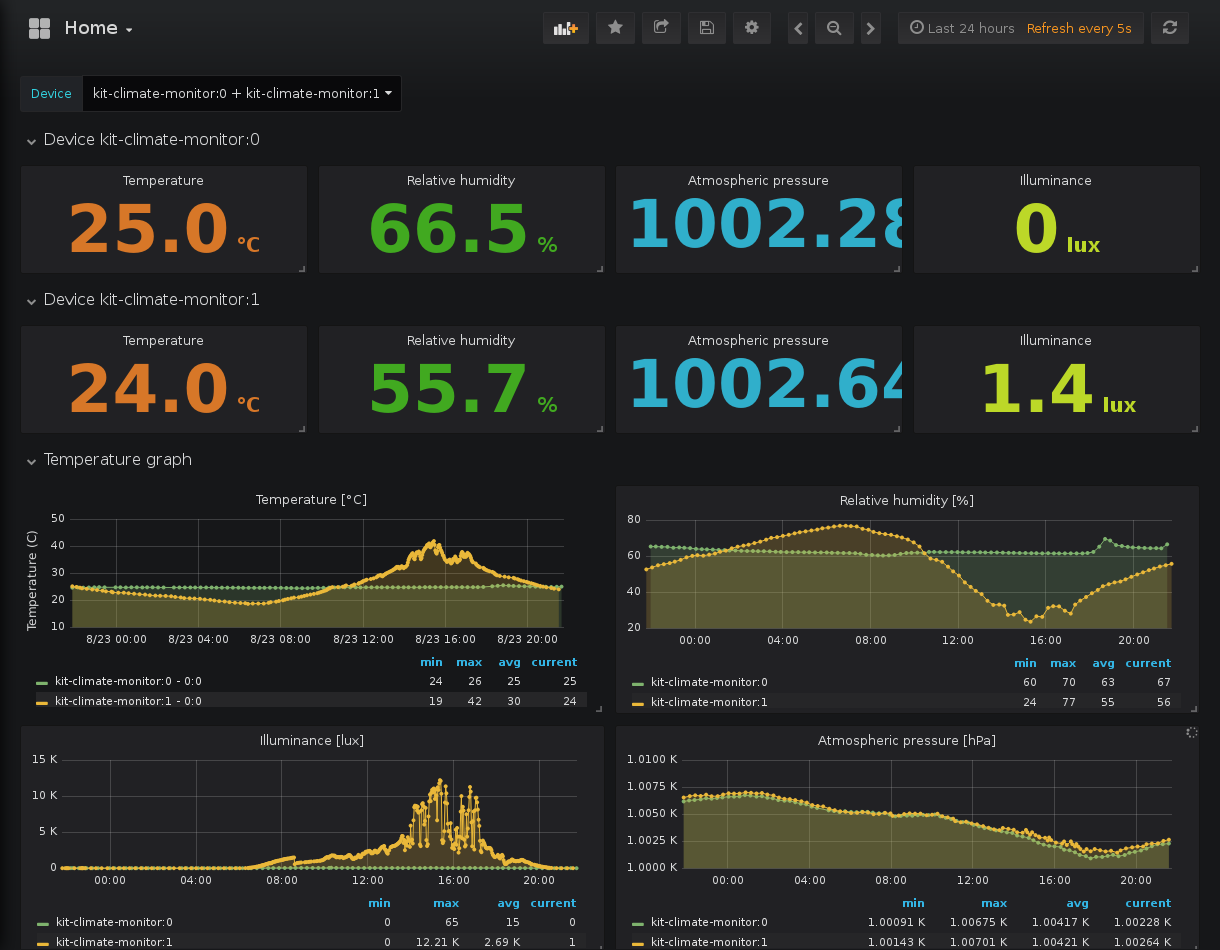 Home
Last 24 hours Refresh every 5s
Device kit-climate-monitor:0 + kit-climate-monitor:1
Device kit-climate-monitor:0
Temperature Relative humidity Atmospheric pressure Illuminance
25.0 °C 66.5 % 1002.28 0 lux
Device kit-climate-monitor:1
Temperature Relative humidity Atmospheric pressure Illuminance
24.0 °C 55.7 % 1002.64 1.4 lux
Temperature graph
Temperature [°C]
Temperature (C)
50
40
30
20
10
8/23 00:00 8/23 04:00 8/23 08:00 8/23 12:00 8/23 16:00 8/23 20:00
min max avg current
kit-climate-monitor:0 - 0:0 24 26 25 25
kit-climate-monitor:1 - 0:0 19 42 30 24
Relative humidity [%]
80
60
40
20
00:00 04:00 08:00 12:00 16:00 20:00
min max avg current
kit-climate-monitor:0 60 70 63 67
kit-climate-monitor:1 24 77 55 56
Illuminance [lux]
15 K
10 K
5 K
0
00:00 04:00 08:00 12:00 16:00 20:00
min max avg current
kit-climate-monitor:0 0 65 15 0
kit-climate-monitor:1 0 12.21 K 2.69 K 1
Atmospheric pressure [hPa]
1.0100 K
1.0075 K
1.0050 K
1.0025 K
1.0000 K
00:00 04:00 08:00 12:00 16:00 20:00
min max avg current
kit-climate-monitor:0 1.00091 K 1.00675 K 1.00417 K 1.00228 K
kit-climate-monitor:1 1.00143 K 1.00701 K 1.00421 K 1.00264 K